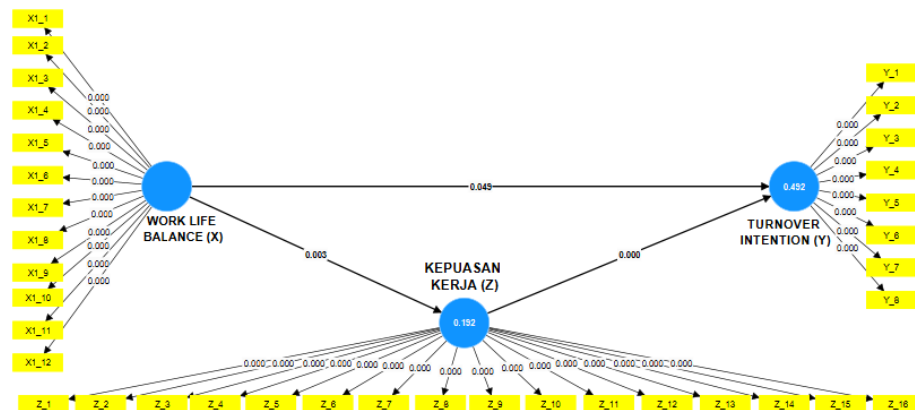 X1_1
X1_2
X1_3
X1_4
X1_5
X1_6
X1_7
X1_8
X1_9
X1_10
X1_11
X1_12
0.000
0.000
0.000
0.000
0.000
0.000
0.000
0.000
0.000
0.000
0.000
0.000
WORK LIFE
BALANCE (X)
0.049
0.003
0.000
KEPUASAN
KERJA (Z)
0.192
0.492
TURNOVER
INTENTION (Y)
0.000
0.000
0.000
0.000
0.000
0.000
0.000
0.000
Y_1
Y_2
Y_3
Y_4
Y_5
Y_6
Y_7
Y_8
0.000 0.000 0.000 0.000 0.000 0.000 0.000 0.000 0.000 0.000 0.000 0.000 0.000 0.000 0.000 0.000
Z_1 Z_2 Z_3 Z_4 Z_5 Z_6 Z_7 Z_8 Z_9 Z_10 Z_11 Z_12 Z_13 Z_14 Z_15 Z_16